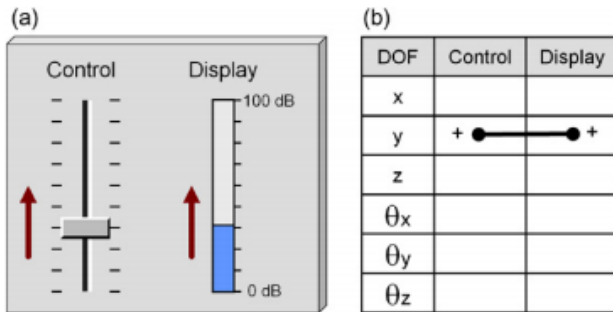 (a)
Control Display
100 dB
0 dB
(b)
DOF Control Display
x
y + +
z
θx
θy
θz